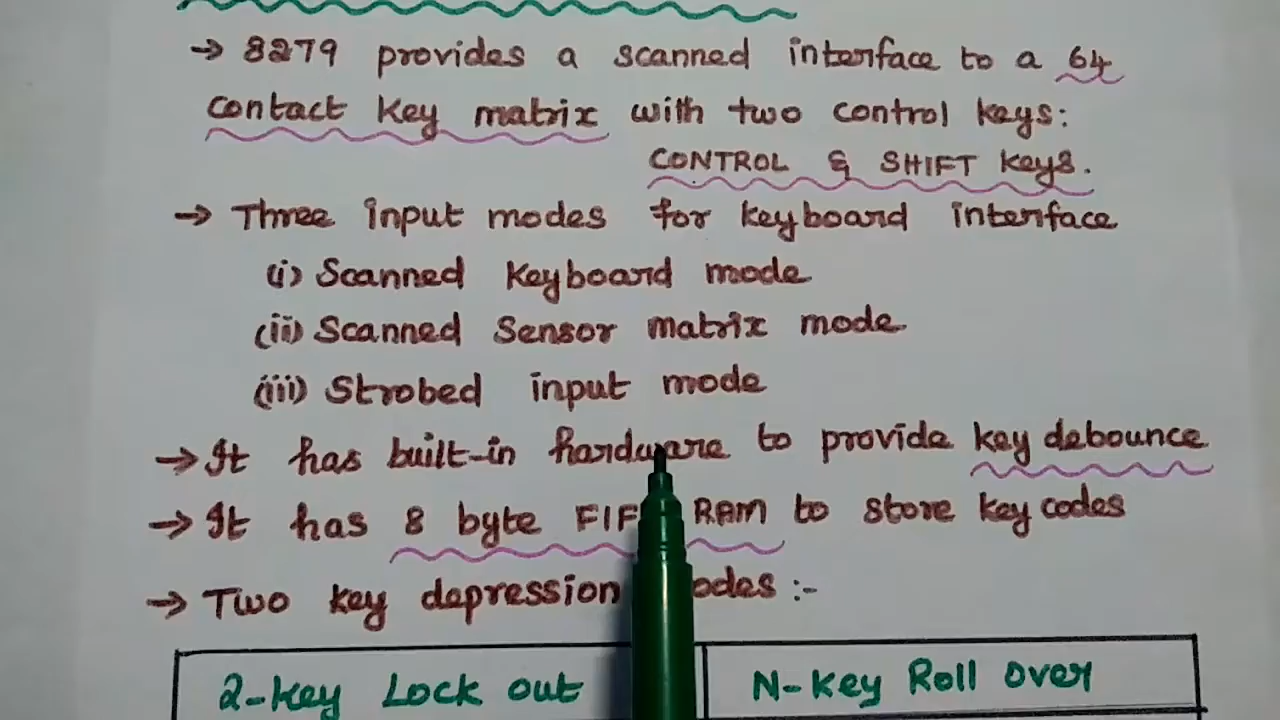 → 8279 provides a scanned interface to a 64
contact key matrix with two control keys:
CONTROL & SHIFT keys.
→ Three input modes for keyboard interface
(i) Scanned keyboard mode
(ii) Scanned Sensor matrix mode
(iii) Strobed input mode
→ It has built-in hardware to provide key debounce
→ It has 8 byte RAM to store key codes
→ Two key depression :-
2-key Lock out
N-key Roll over